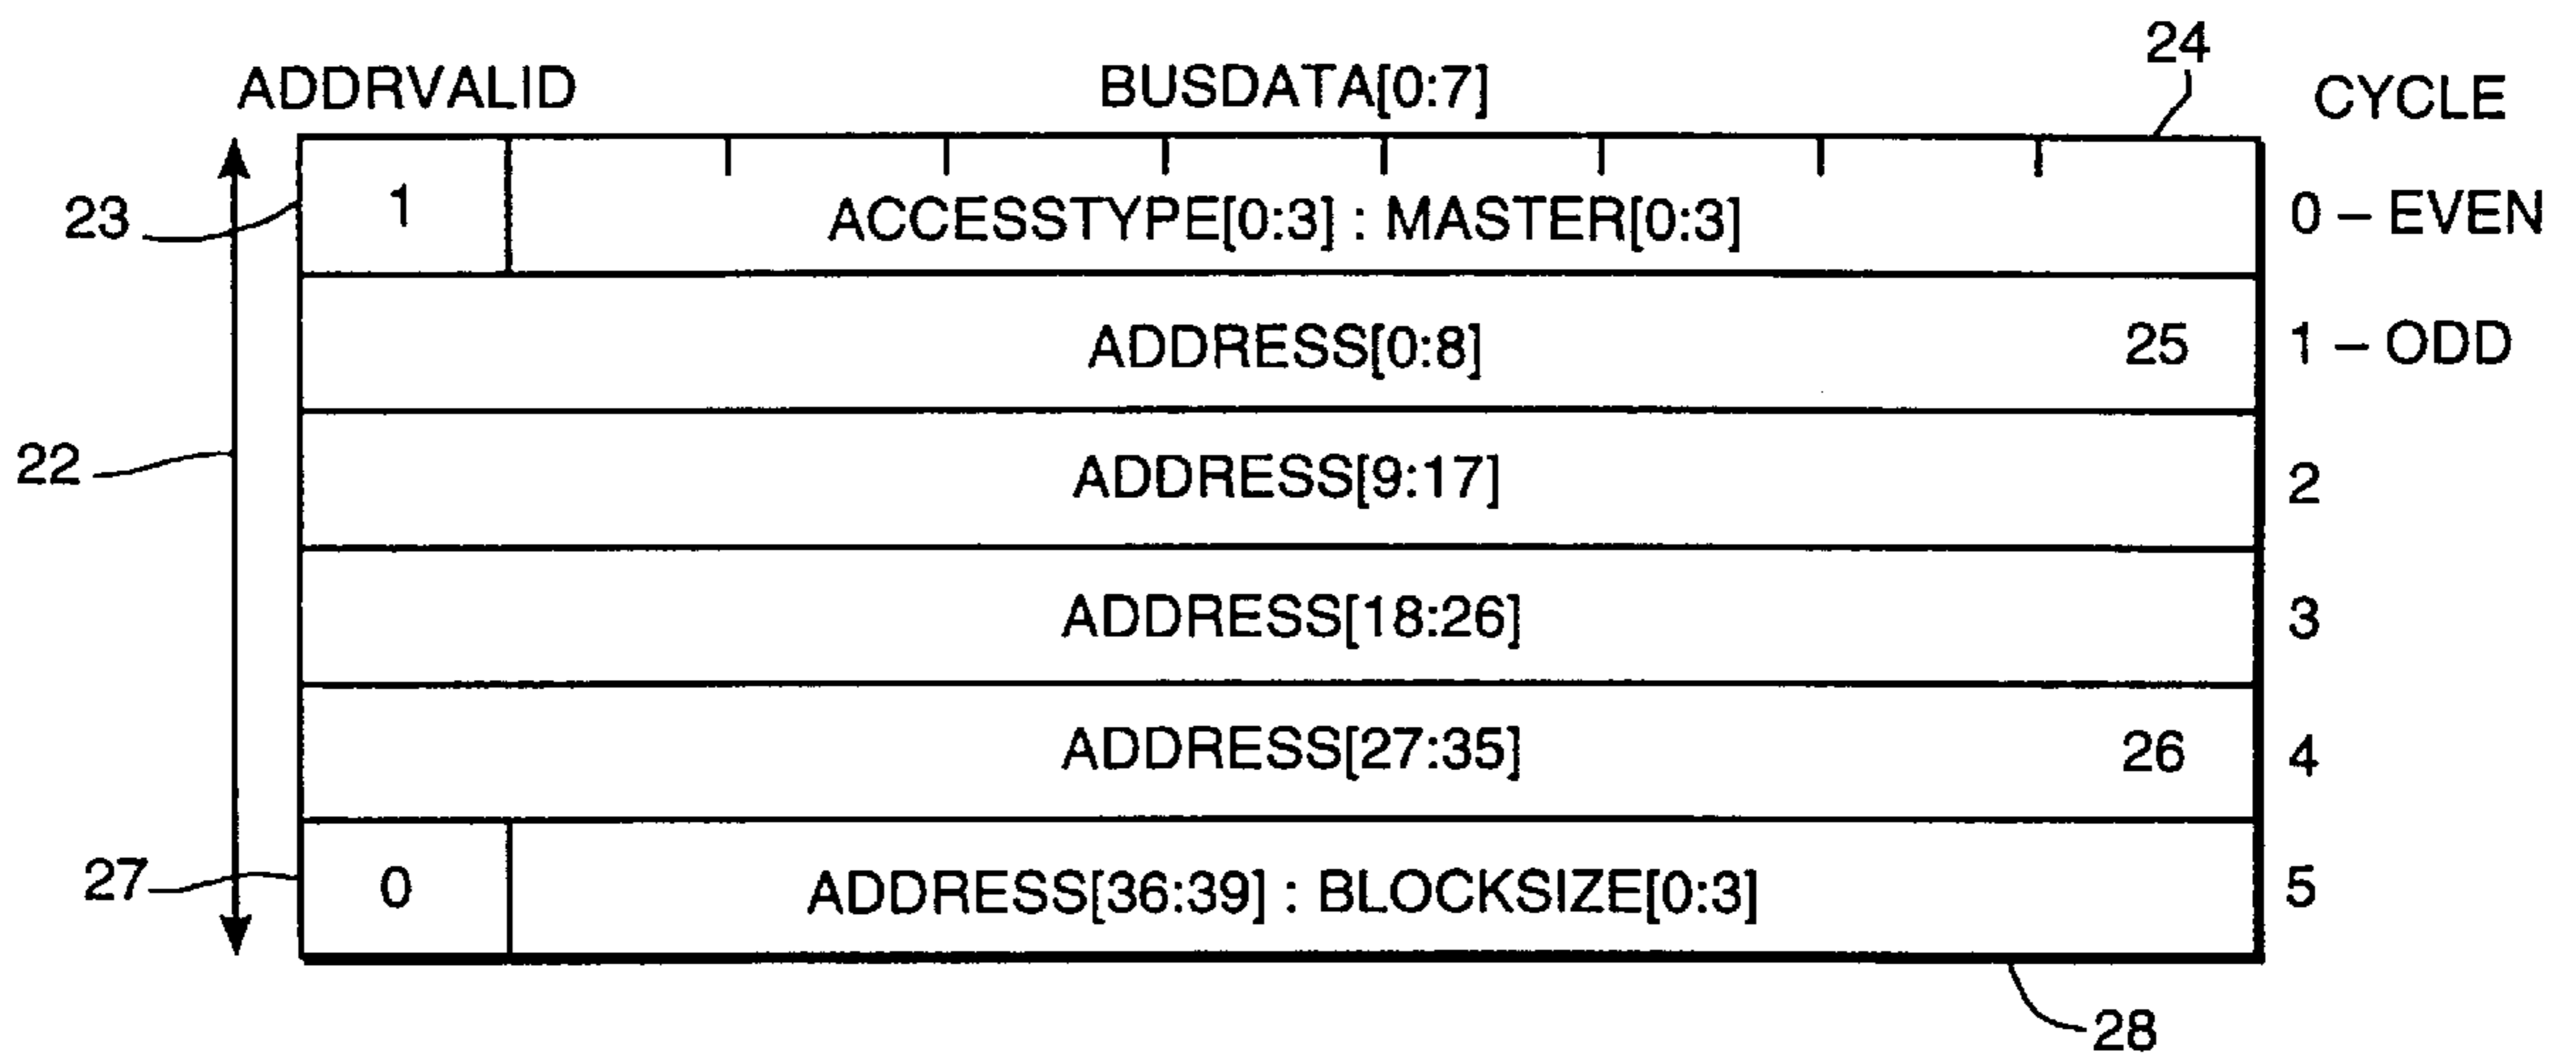 24
ADDRVALID BUSDATA[0:7] CYCLE
23 1 ACCESSTYPE[0:3] : MASTER[0:3] 0 – EVEN
ADDRESS[0:8] 25 1 – ODD
22 ADDRESS[9:17] 2
ADDRESS[18:26] 3
ADDRESS[27:35] 26 4
27 0 ADDRESS[36:39] : BLOCKSIZE[0:3] 5
28